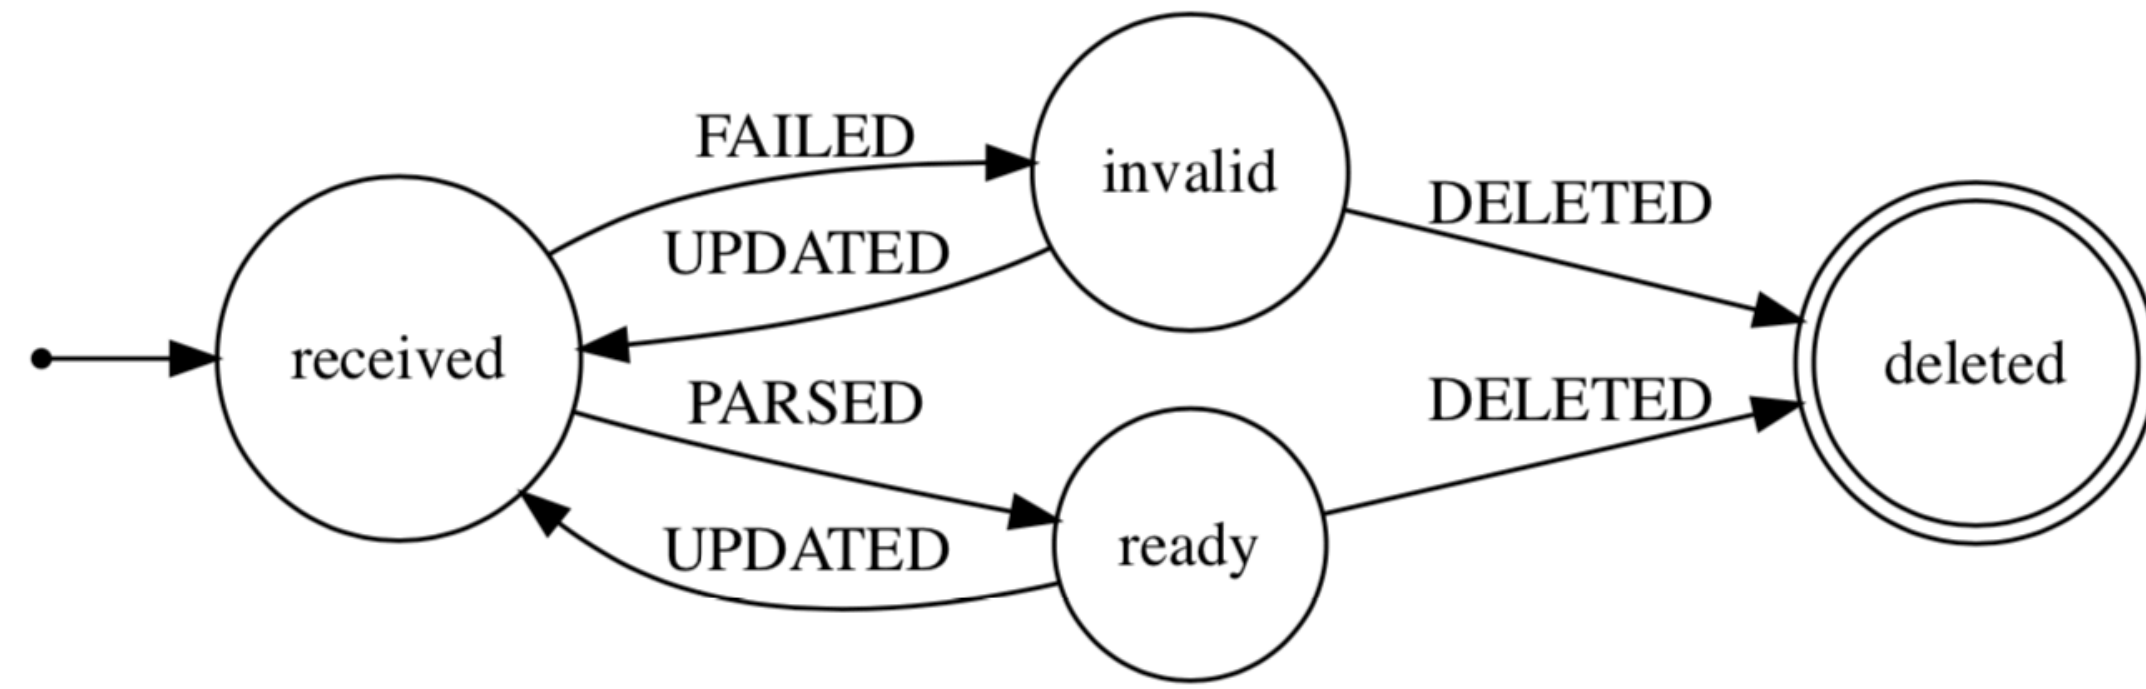 FAILED
invalid
DELETED
UPDATED
received
deleted
PARSED
DELETED
UPDATED
ready